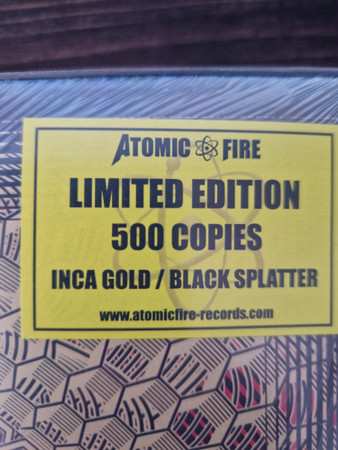 ATOMIC FIRE
LIMITED EDITION
500 COPIES
INCA GOLD / BLACK SPLATTER
www.atomicfire-records.com